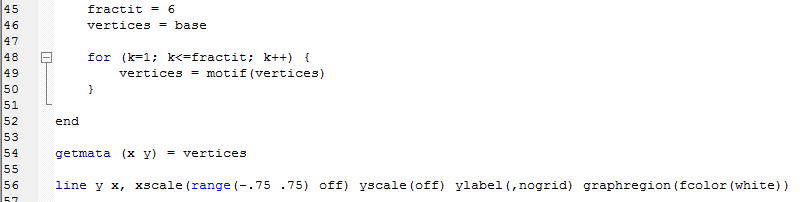 45 fractit = 6
46 vertices = base
47
48 for (k=1; k<=fractit; k++) {
49 vertices = motif(vertices)
50 }
51
52 end
53
54 getmata (x y) = vertices
55
56 line y x, xscale(range(-.75 .75) off) yscale(off) ylabel(,nogrid) graphregion(fcolor(white))
57